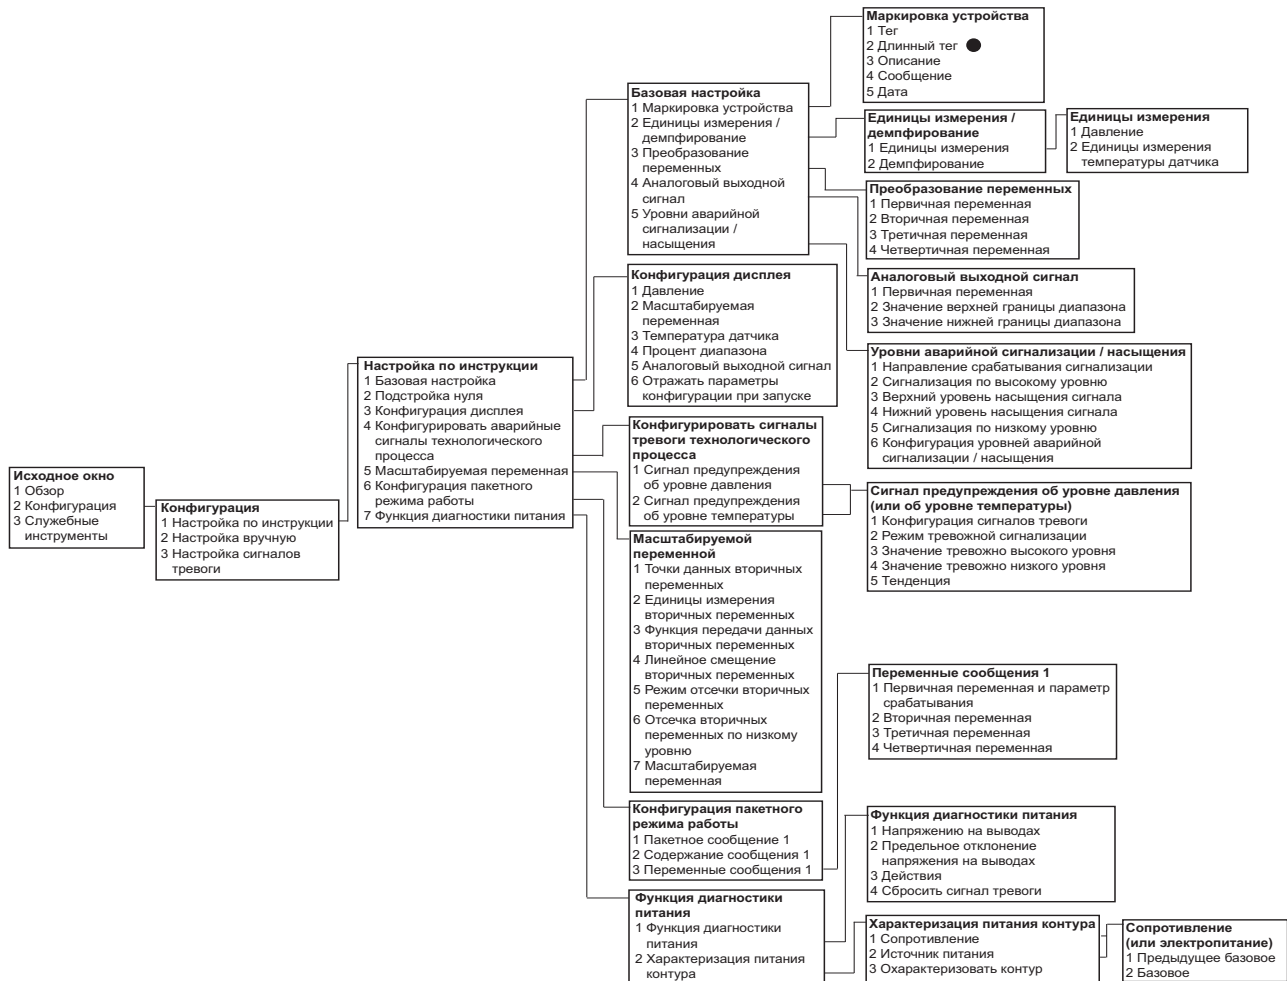 Исходное окно
1 Обзор
2 Конфигурация
3 Служебные
инструменты
Конфигурация
1 Настройка по инструкции
2 Настройка вручную
3 Настройка сигналов
тревоги
Настройка по инструкции
1 Базовая настройка
2 Подстройка нуля
3 Конфигурация дисплея
4 Конфигурировать аварийные
сигналы технологического
процесса
5 Масштабируемая переменная
6 Конфигурация пакетного
режима работы
7 Функция диагностики питания
Базовая настройка
1 Маркировка устройства
2 Единицы измерения /
демпфирование
3 Преобразование
переменных
4 Аналоговый выходной
сигнал
5 Уровни аварийной
сигнализации /
насыщения
Конфигурация дисплея
1 Давление
2 Масштабируемая
переменная
3 Температура датчика
4 Процент диапазона
5 Аналоговый выходной сигнал
6 Отражать параметры
конфигурации при запуске
Конфигурировать сигналы
тревоги технологического
процесса
1 Сигнал предупреждения
об уровне давления
2 Сигнал предупреждения
об уровне температуры
Масштабируемой
переменной
1 Точки данных вторичных
переменных
2 Единицы измерения
вторичных переменных
3 Функция передачи данных
вторичных переменных
4 Линейное смещение
вторичных переменных
5 Режим отсечки вторичных
переменных
6 Отсечка вторичных
переменных по низкому
уровню
7 Масштабируемая
переменная
Конфигурация пакетного
режима работы
1 Пакетное сообщение 1
2 Содержание сообщения 1
3 Переменные сообщения 1
Функция диагностики
питания
1 Функция диагностики
питания
2 Характеризация питания
контура
Маркировка устройства
1 Тег
2 Длинный тег
3 Описание
4 Сообщение
5 Дата
Единицы измерения /
демпфирование
1 Единицы измерения
2 Демпфирование
Единицы измерения
1 Давление
2 Единицы измерения
температуры датчика
Преобразование переменных
1 Первичная переменная
2 Вторичная переменная
3 Третичная переменная
4 Четвертичная переменная
Аналоговый выходной сигнал
1 Первичная переменная
2 Значение верхней границы диапазона
3 Значение нижней границы диапазона
Уровни аварийной сигнализации / насыщения
1 Направление срабатывания сигнализации
2 Сигнализация по высокому уровню
3 Верхний уровень насыщения сигнала
4 Нижний уровень насыщения сигнала
5 Сигнализация по низкому уровню
6 Конфигурация уровней аварийной
сигнализации / насыщения
Сигнал предупреждения об уровне давления
(или об уровне температуры)
1 Конфигурация сигналов тревоги
2 Режим тревожной сигнализации
3 Значение тревожно высокого уровня
4 Значение тревожно низкого уровня
5 Тенденция
Переменные сообщения 1
1 Первичная переменная и параметр
срабатывания
2 Вторичная переменная
3 Третичная переменная
4 Четвертичная переменная
Функция диагностики питания
1 Напряжению на выводах
2 Предельное отклонение
напряжения на выводах
3 Действия
4 Сбросить сигнал тревоги
Характеризация питания контура
1 Сопротивление
2 Источник питания
3 Охарактеризовать контур
Сопротивление
(или электропитание)
1 Предыдущее базовое
2 Базовое